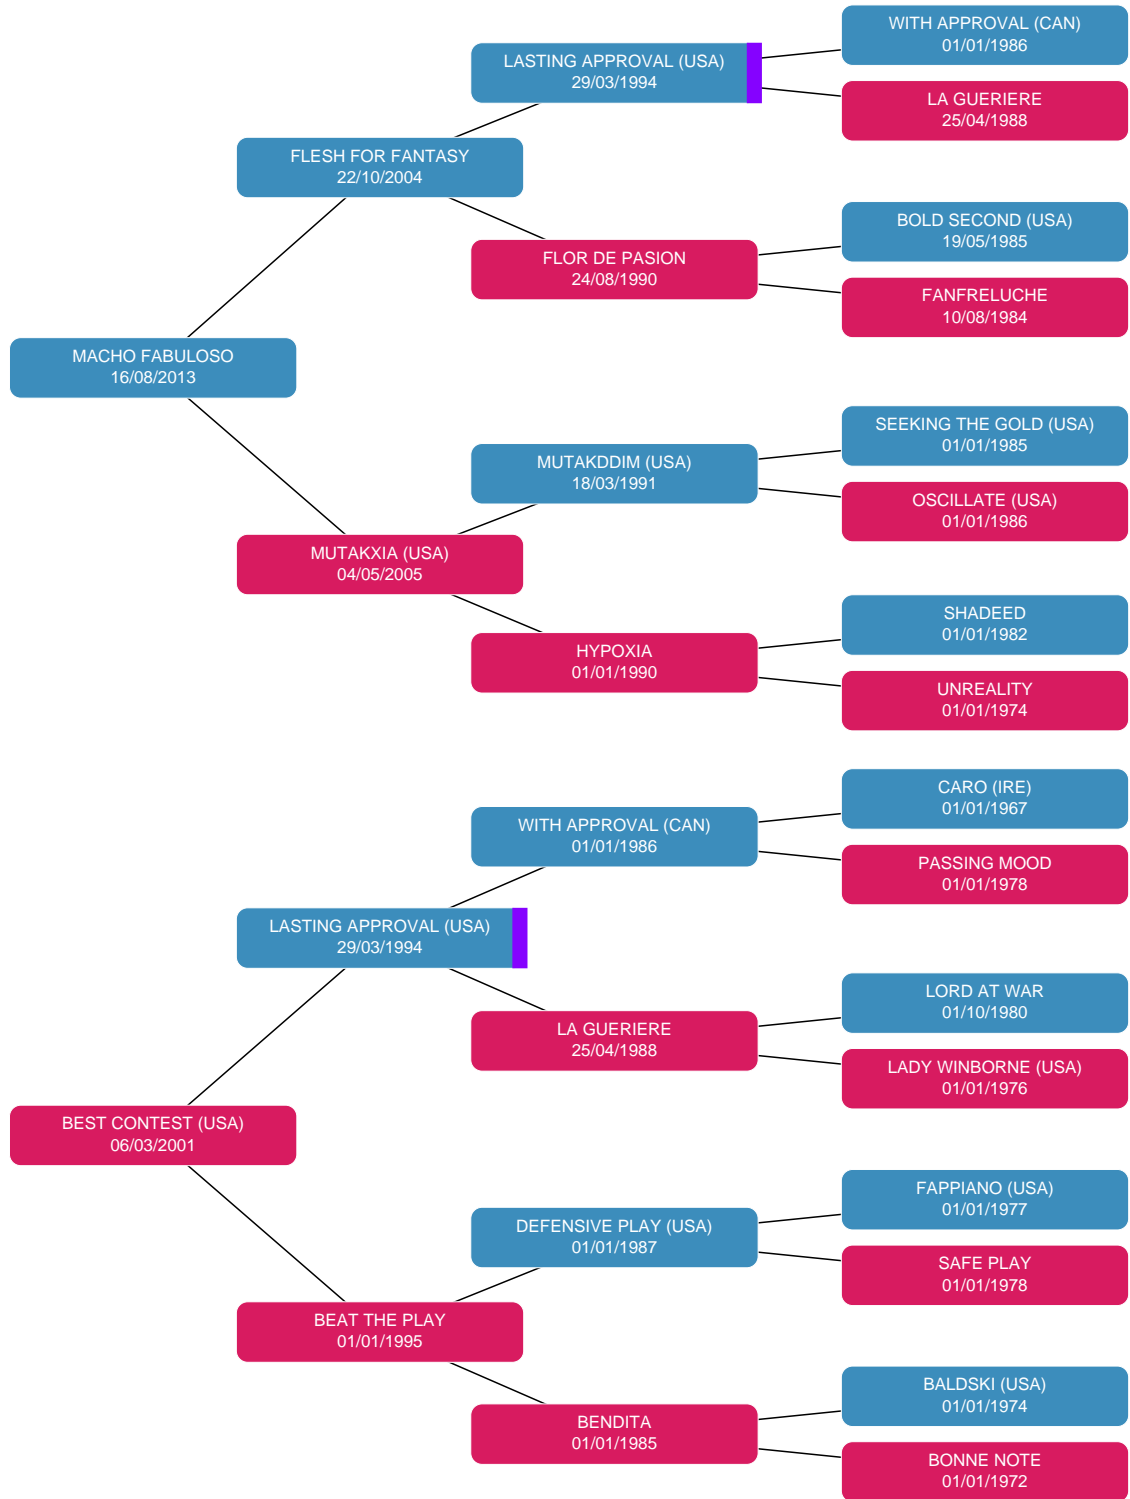 WITH APPROVAL (CAN)
01/01/1986
LASTING APPROVAL (USA)
29/03/1994
LA GUERIERE
25/04/1988
FLESH FOR FANTASY
22/10/2004
BOLD SECOND (USA)
19/05/1985
FLOR DE PASION
24/08/1990
FANFRELUCHE
10/08/1984
MACHO FABULOSO
16/08/2013
SEEKING THE GOLD (USA)
01/01/1985
MUTAKDDIM (USA)
18/03/1991
OSCILLATE (USA)
01/01/1986
MUTAKXIA (USA)
04/05/2005
SHADEED
01/01/1982
HYPOXIA
01/01/1990
UNREALITY
01/01/1974
CARO (IRE)
01/01/1967
WITH APPROVAL (CAN)
01/01/1986
PASSING MOOD
01/01/1978
LASTING APPROVAL (USA)
29/03/1994
LORD AT WAR
01/10/1980
LA GUERIERE
25/04/1988
LADY WINBORNE (USA)
01/01/1976
BEST CONTEST (USA)
06/03/2001
FAPPIANO (USA)
01/01/1977
DEFENSIVE PLAY (USA)
01/01/1987
SAFE PLAY
01/01/1978
BEAT THE PLAY
01/01/1995
BALDSKI (USA)
01/01/1974
BENDITA
01/01/1985
BONNE NOTE
01/01/1972